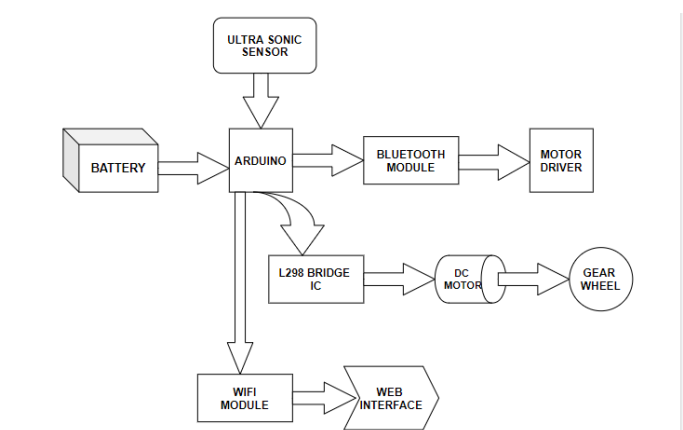 ULTRA SONIC
SENSOR
BATTERY
ARDUINO
BLUETOOTH
MODULE
MOTOR
DRIVER
L298 BRIDGE
IC
DC
MOTOR
GEAR
WHEEL
WIFI
MODULE
WEB
INTERFACE